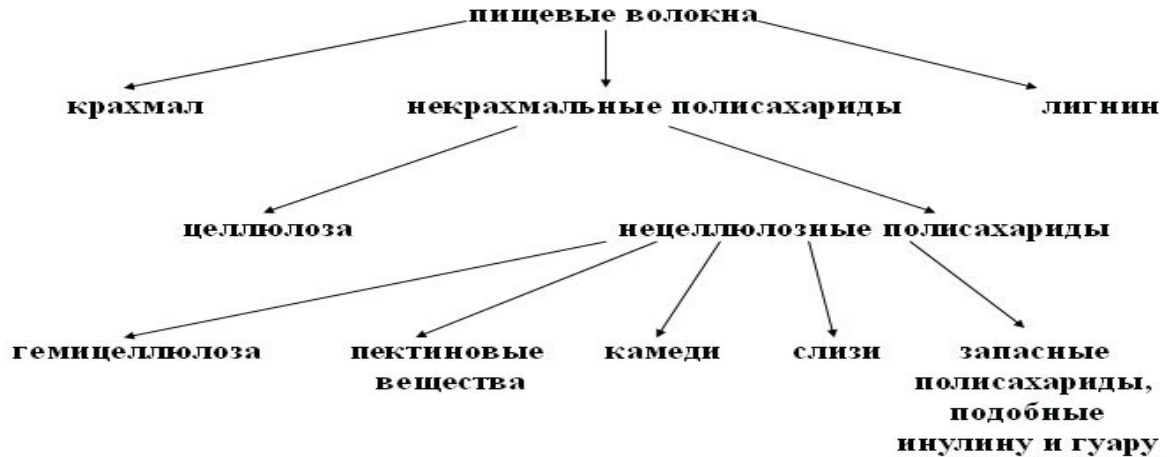 пищевые волокна
крахмал некрахмальные полисахариды лигнин
целлюлоза нецеллюлозные полисахариды
гемицеллюлоза пектиновые камеди слизи запасные
вещества полисахариды,
подобные
инулину и гуару